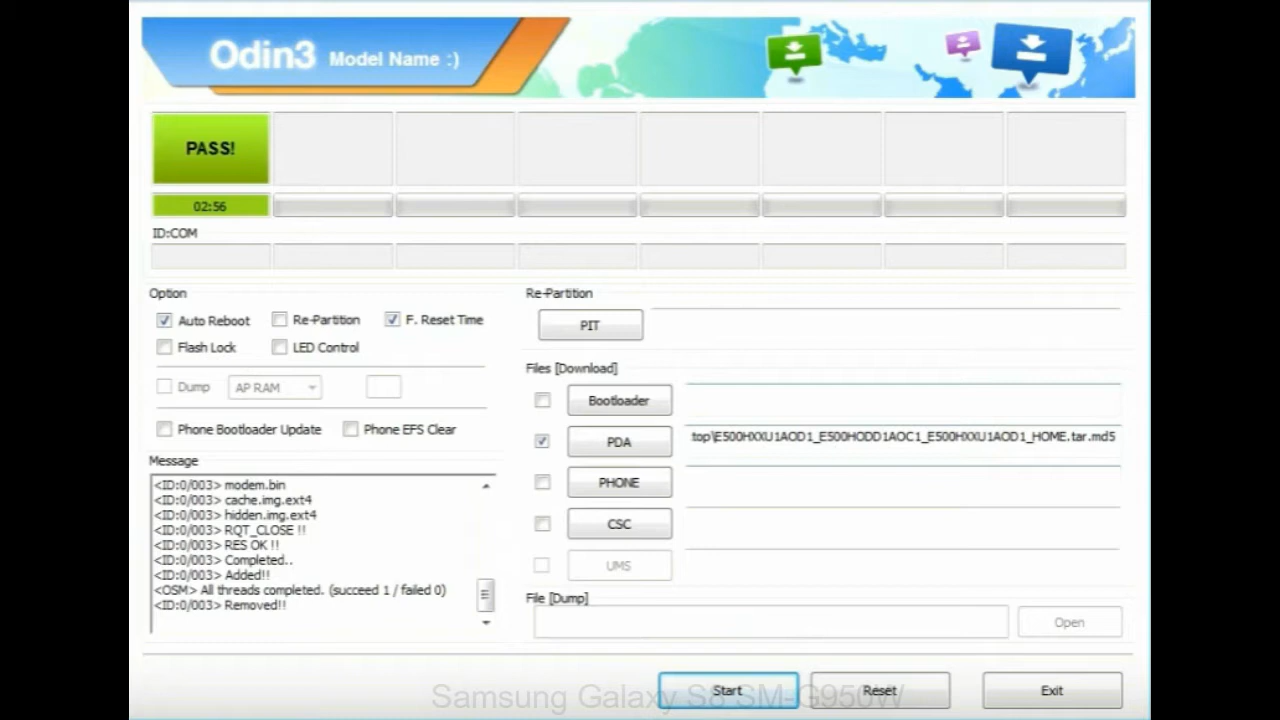 Odin3 Model Name :)
PASS!
02:56
ID:COM
Option
Auto Reboot Re-Partition F. Reset Time
Flash Lock LED Control
Dump AP RAM
Phone Bootloader Update Phone EFS Clear
Message
<ID:0/003> modem.bin
<ID:0/003> cache.img.ext4
<ID:0/003> hidden.img.ext4
<ID:0/003> RQT_CLOSE !!
<ID:0/003> RES OK !!
<ID:0/003> Completed..
<ID:0/003> Added!!
<OSM> All threads completed. (succeed 1 / failed 0)
<ID:0/003> Removed!!
Re-Partition
PIT
Files [Download]
Bootloader
PDA top\E500HXXU1AOD1_E500HODD1AOC1_E500HXXU1AOD1_HOME.tar.md5
PHONE
CSC
UMS
File [Dump]
Open
Start Reset Exit
Samsung Galaxy S8 SM-G950W